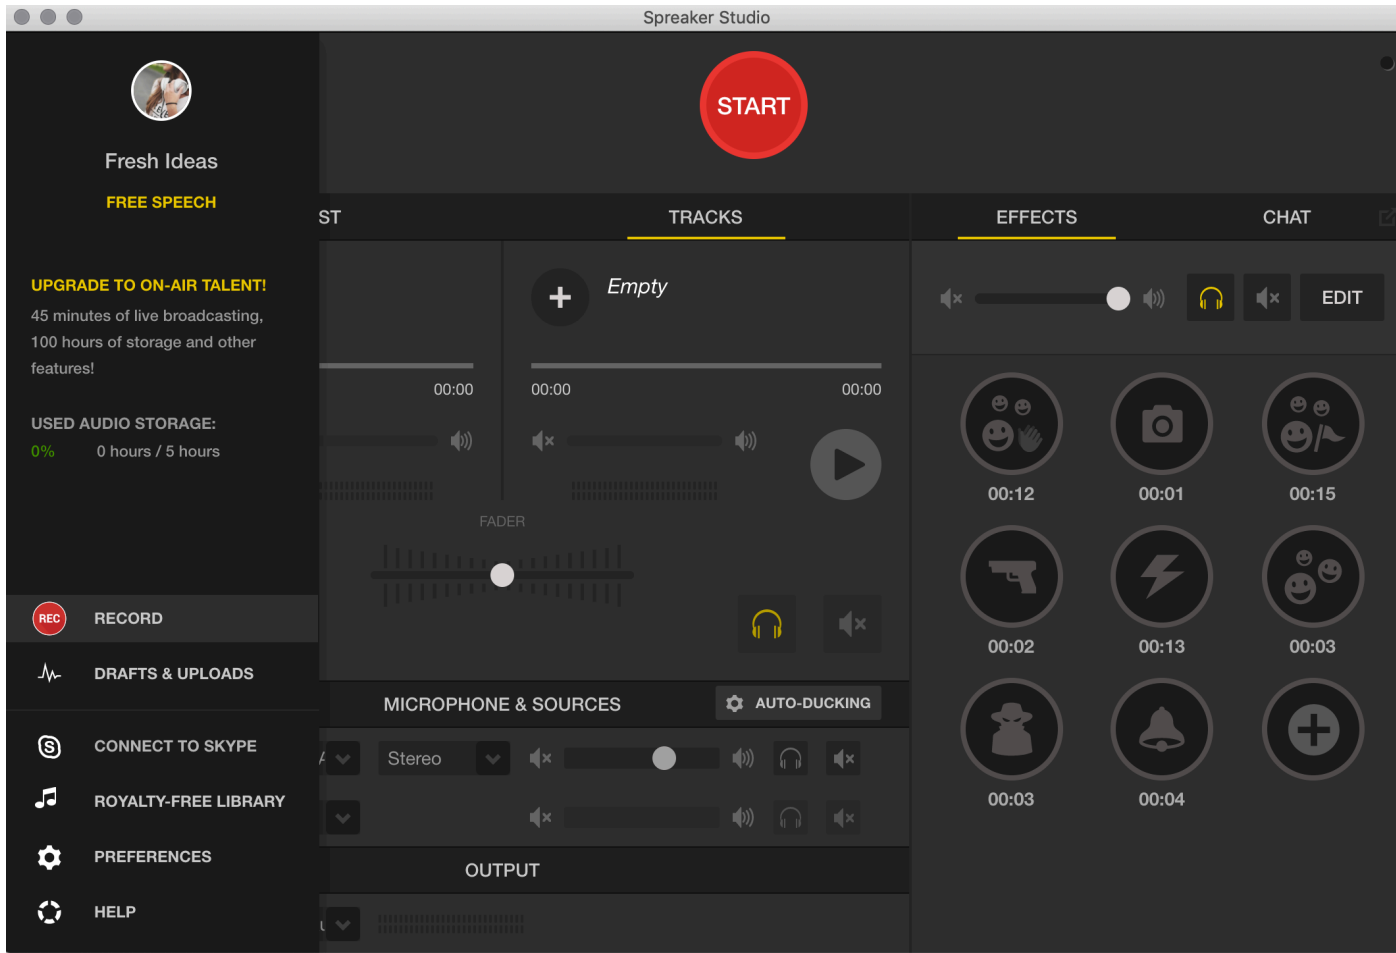 Spreaker Studio
START
Fresh Ideas
FREE SPEECH
UPGRADE TO ON-AIR TALENT!
45 minutes of live broadcasting,
100 hours of storage and other
features!
USED AUDIO STORAGE:
0% 0 hours / 5 hours
REC RECORD
DRAFTS & UPLOADS
CONNECT TO SKYPE
ROYALTY-FREE LIBRARY
PREFERENCES
HELP
ST
TRACKS
Empty
00:00
00:00 00:00
FADER
MICROPHONE & SOURCES
AUTO-DUCKING
Stereo
OUTPUT
EFFECTS
CHAT
EDIT
00:12 00:01 00:15
00:02 00:13 00:03
00:03 00:04